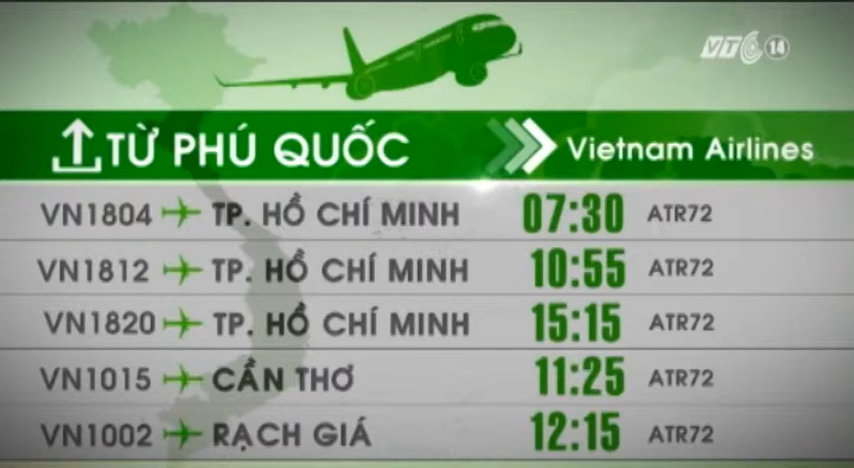 VTC 14
TỪ PHÚ QUỐC Vietnam Airlines
VN1804 TP. HỒ CHÍ MINH 07:30 ATR72
VN1812 TP. HỒ CHÍ MINH 10:55 ATR72
VN1820 TP. HỒ CHÍ MINH 15:15 ATR72
VN1015 CẦN THƠ 11:25 ATR72
VN1002 RẠCH GIÁ 12:15 ATR72